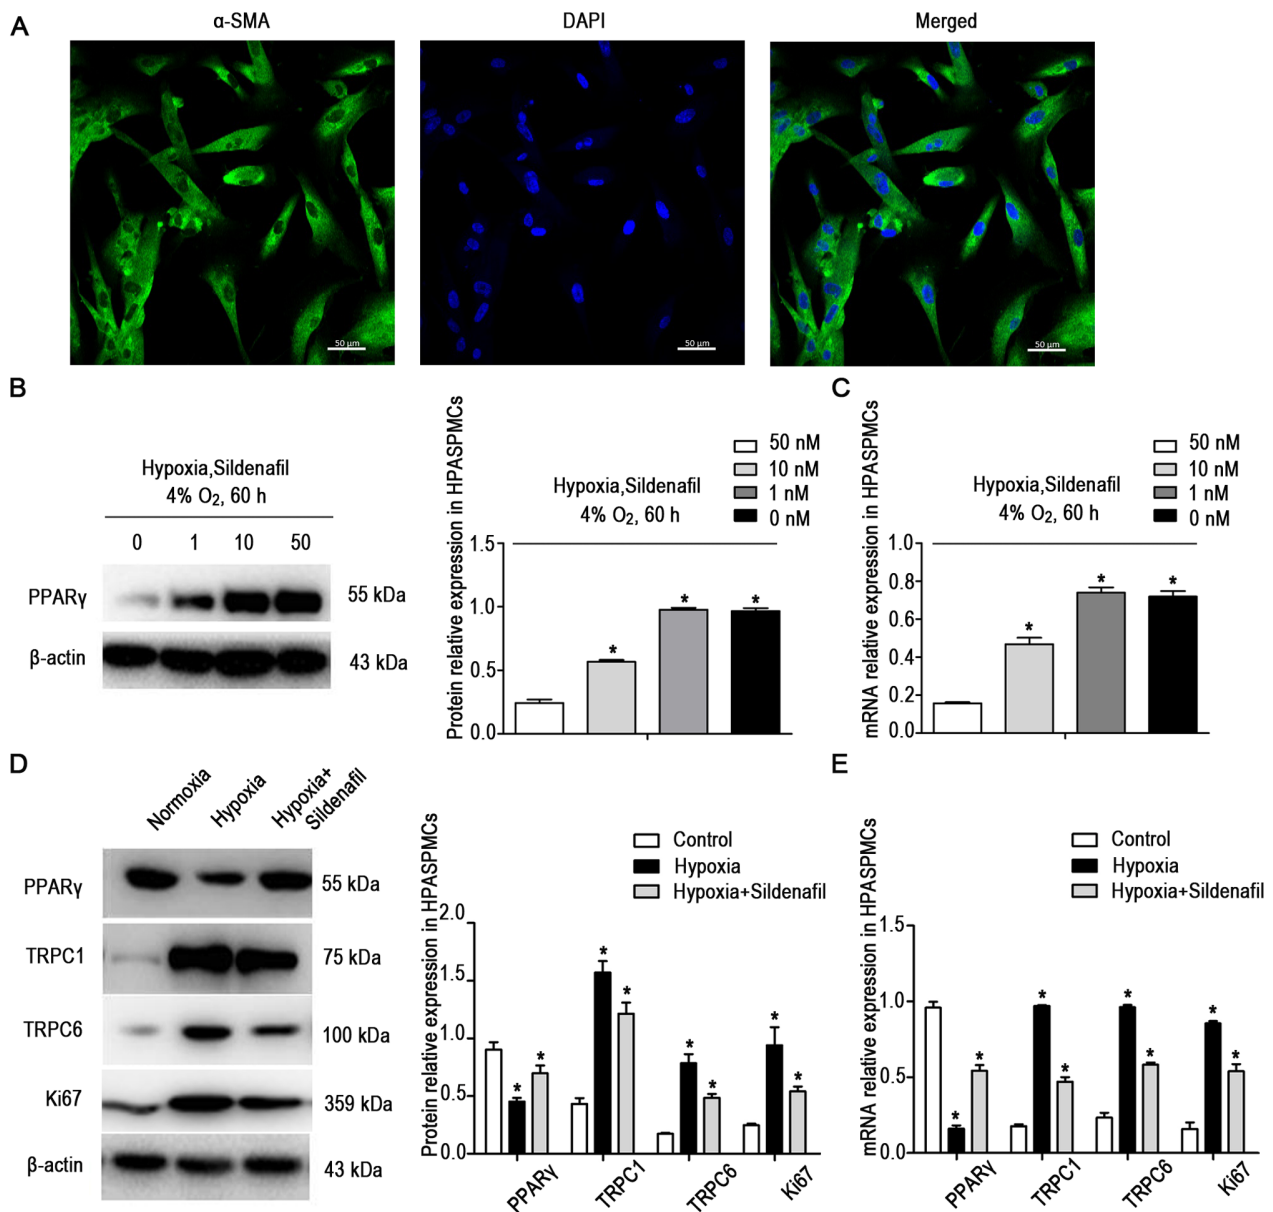 A
α-SMA
DAPI
Merged
50 µm
50 µm
50 µm
B
Hypoxia,Sildenafil
4% O₂, 60 h
0 1 10 50
PPARγ
55 kDa
β-actin
43 kDa
Protein relative expression in HPASPMCs
50 nM
10 nM
1 nM
0 nM
Hypoxia,Sildenafil
4% O₂, 60 h
1.5
1.0
0.5
0.0
* * *
C
mRNA relative expression in HPASPMCs
50 nM
10 nM
1 nM
0 nM
Hypoxia,Sildenafil
4% O₂, 60 h
1.0
0.8
0.6
0.4
0.2
0.0
* * *
D
Normoxia
Hypoxia
Hypoxia+
Sildenafil
PPARγ
55 kDa
TRPC1
75 kDa
TRPC6
100 kDa
Ki67
359 kDa
β-actin
43 kDa
Protein relative expression in HPASPMCs
Control
Hypoxia
Hypoxia+Sildenafil
2.0
1.5
1.0
0.5
0.0
* * * * * * * *
PPARγ
TRPC1
TRPC6
Ki67
E
mRNA relative expression in HPASPMCs
Control
Hypoxia
Hypoxia+Sildenafil
1.5
1.0
0.5
0.0
* * * * * * * *
PPARγ
TRPC1
TRPC6
Ki67